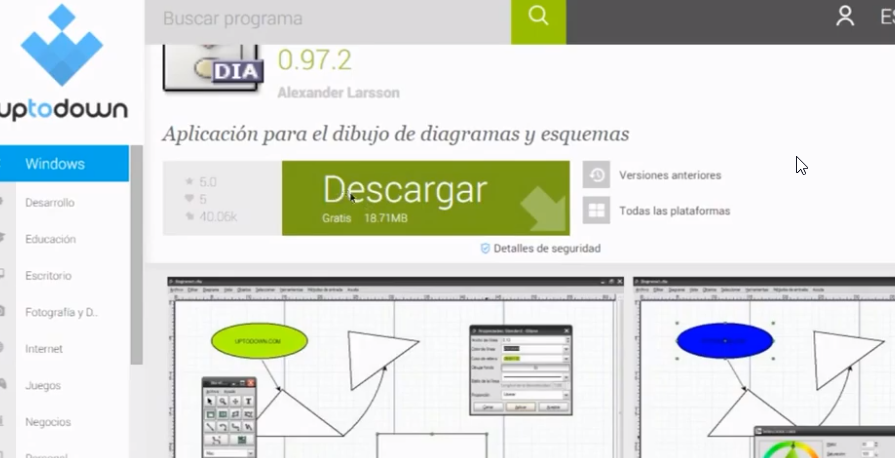 Buscar programa
ES
DIA
0.97.2
Alexander Larsson
uptodown
Aplicación para el dibujo de diagramas y esquemas
Windows
Desarrollo
Educación
Escritorio
Fotografía y D..
Internet
Juegos
Negocios
5.0
5
40.06k
Descargar
Gratis 18.71MB
Versiones anteriores
Todas las plataformas
Detalles de seguridad
UPTODOWN.COM